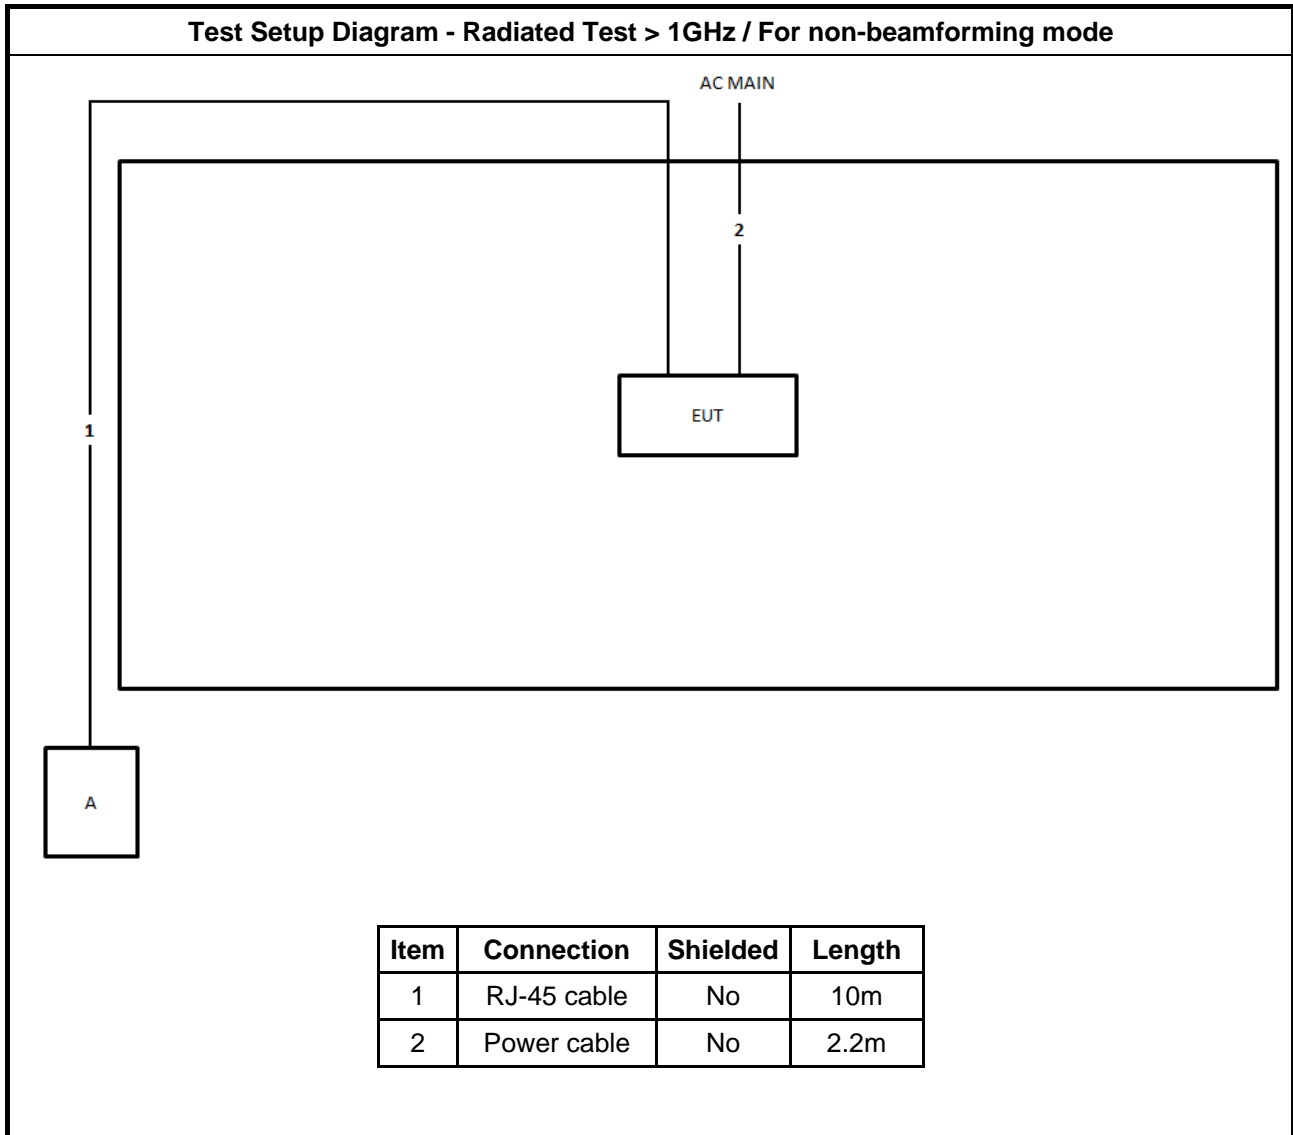 Test Setup Diagram - Radiated Test > 1GHz / For non-beamforming mode
AC MAIN
2
EUT
1
A
Item Connection Shielded Length
1 RJ-45 cable No 10m
2 Power cable No 2.2m